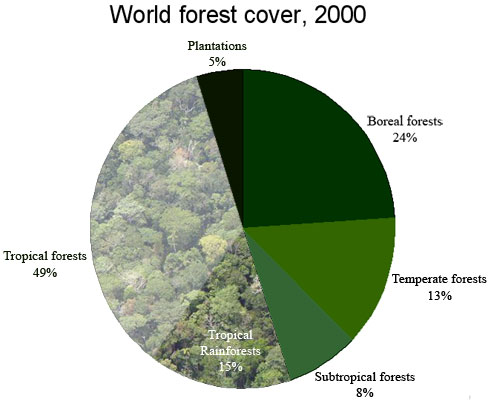 World forest cover, 2000
Plantations
5%
Boreal forests
24%
Tropical forests
49%
Temperate forests
13%
Tropical
Rainforests
15%
Subtropical forests
8%